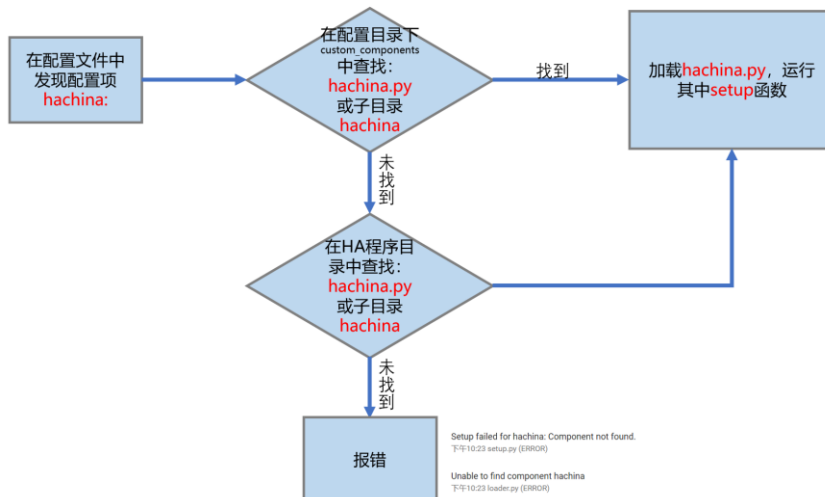 在配置文件中
发现配置项
hachina:
在配置目录下
custom_components
中查找：
hachina.py
或子目录
hachina
找到
加载hachina.py，运行
其中setup函数
未
找
到
在HA程序目
录中查找：
hachina.py
或子目录
hachina
未
找
到
报错
Setup failed for hachina: Component not found.
下午10:23 setup.py (ERROR)
Unable to find component hachina
下午10:23 loader.py (ERROR)